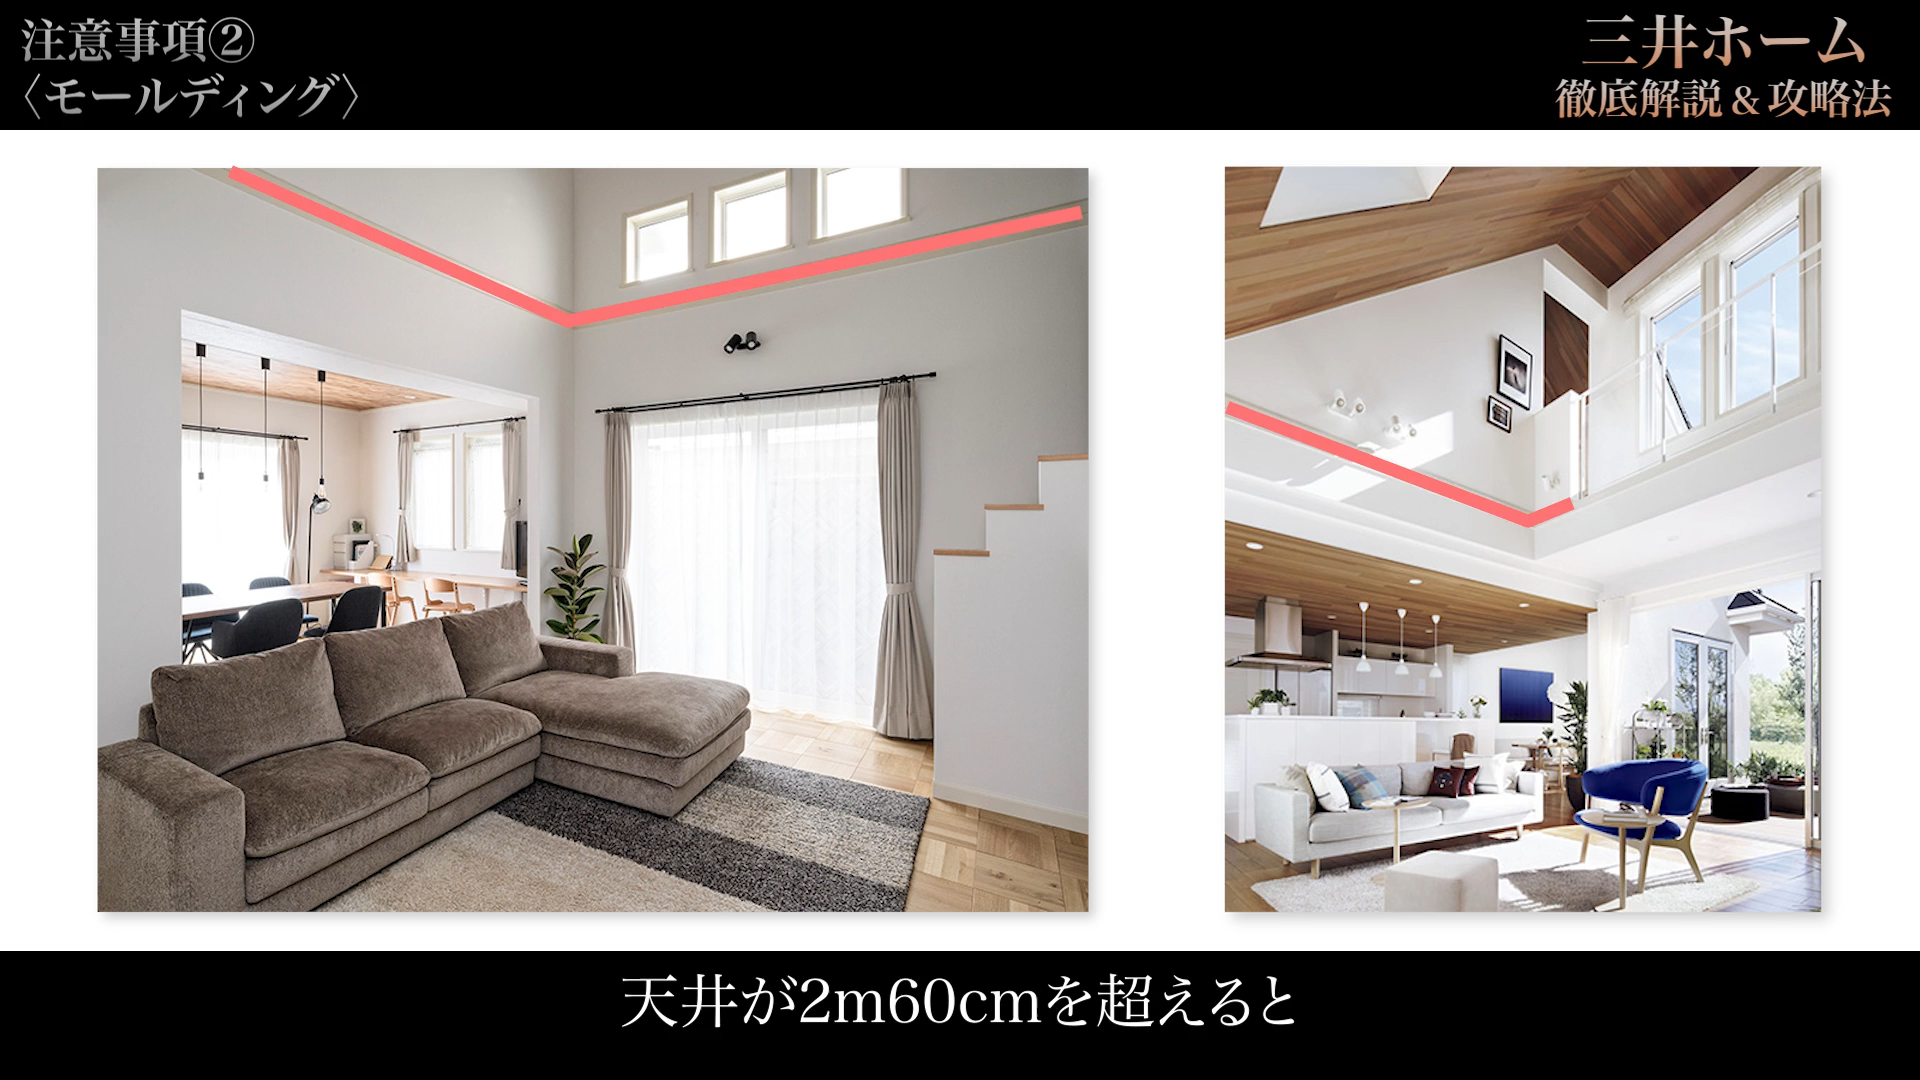 注意事項②
〈モールディング〉
三井ホーム
徹底解説＆攻略法
天井が2m60cmを超えると